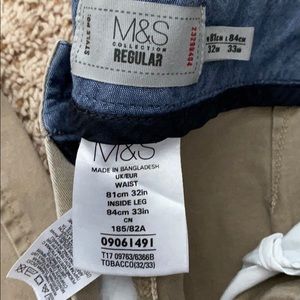 STYLE No.
M&S
COLLECTION
REGULAR
W 81CM L 84CM
32in 33in
M&S
MADE IN BANGLADESH
UK/EUR
WAIST
81cm 32in
INSIDE LEG
84cm 33in
CN
185/82A
09061491
T17 09763/6366B
TOBACCO(32/33)